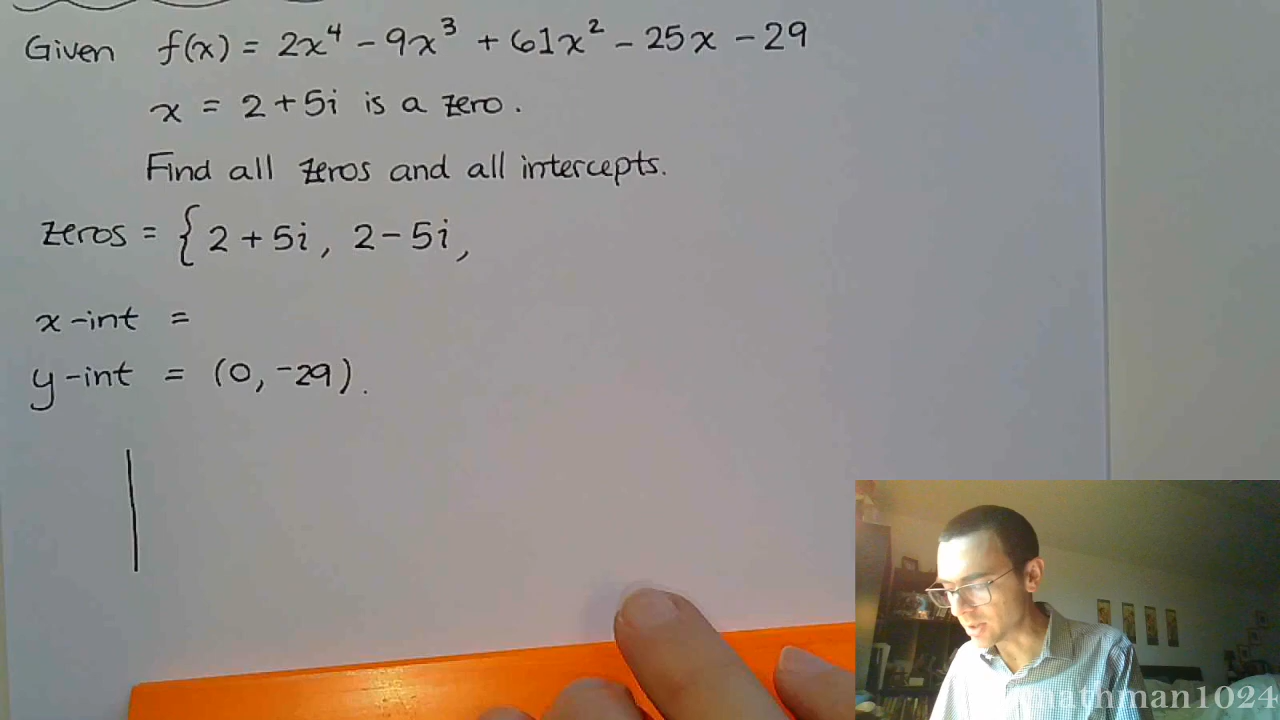 Given f(x) = 2x⁴ - 9x³ + 61x² - 25x - 29
x = 2 + 5i is a zero.
Find all zeros and all intercepts.
zeros = { 2 + 5i, 2 - 5i,
x-int =
y-int = (0, ⁻29).
mathman1024